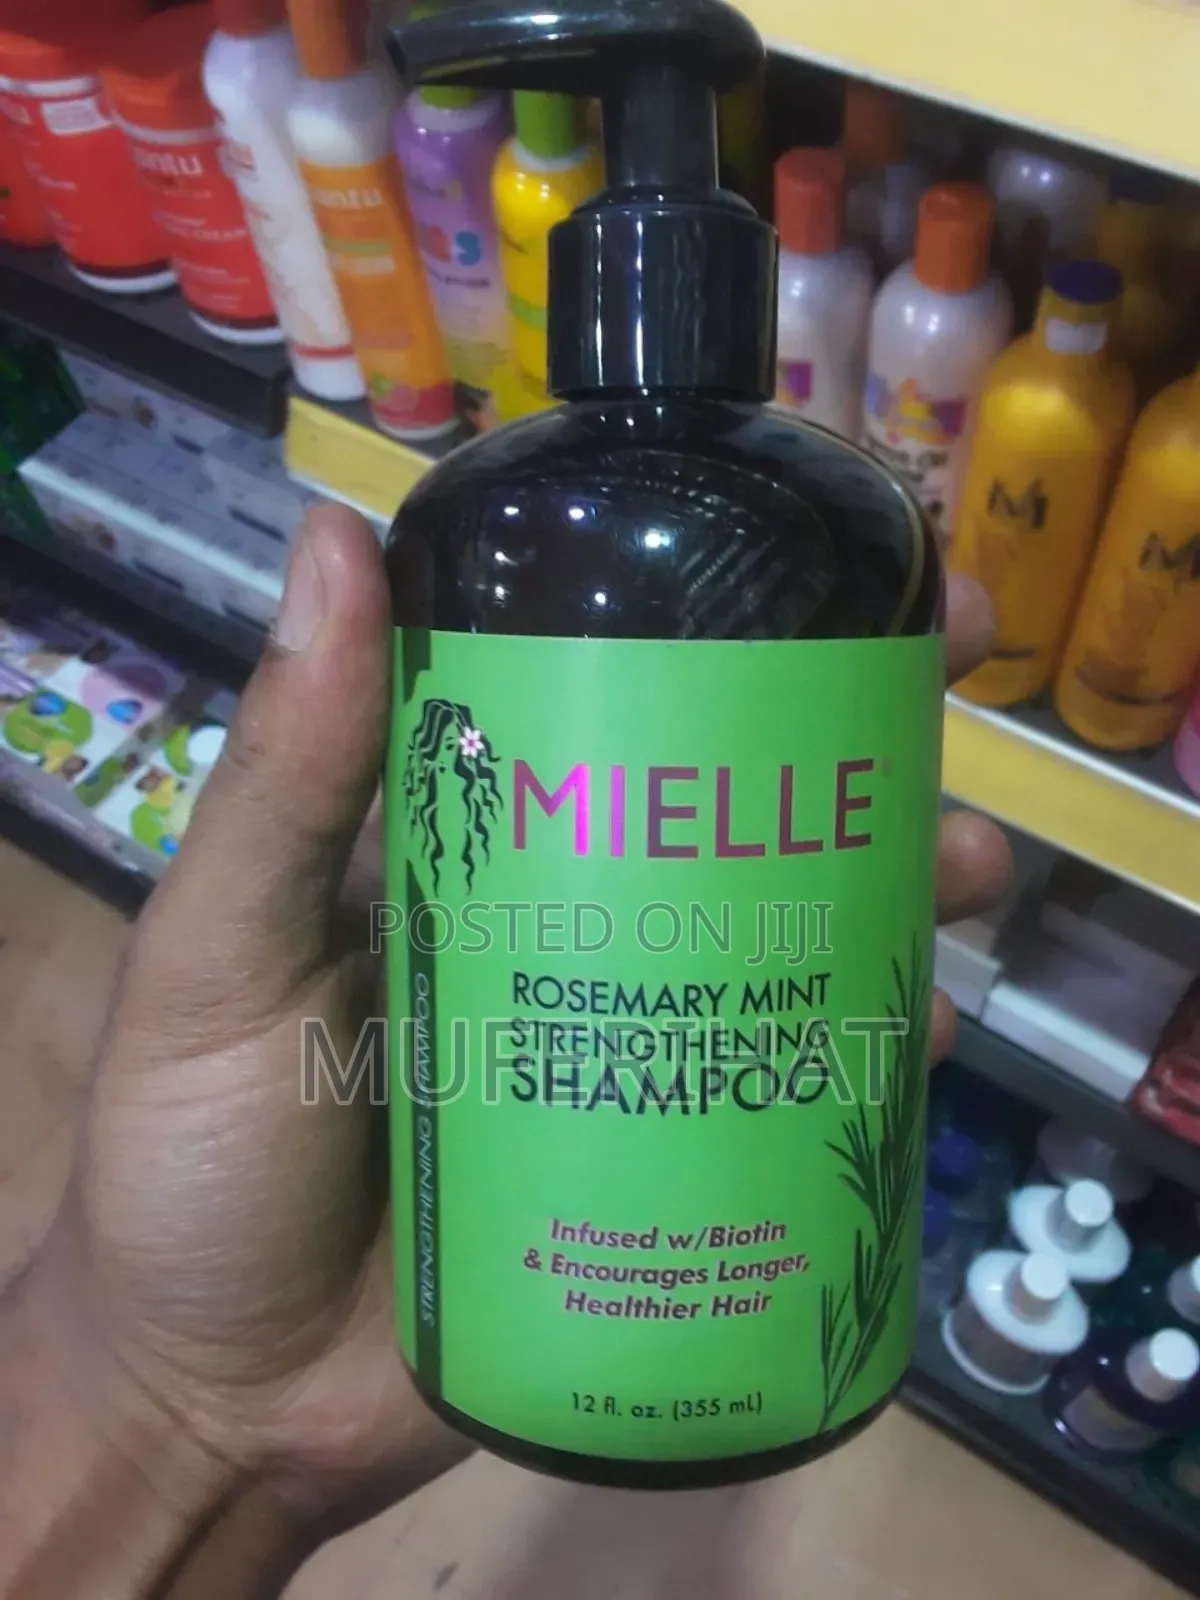 MIELLE
ROSEMARY MINT
STRENGTHENING
SHAMPOO
Infused w/Biotin
& Encourages Longer,
Healthier Hair
12 fl. oz. (355 mL)
STRENGTHENING SHAMPOO
POSTED ON JIJI
MUFERIHAT